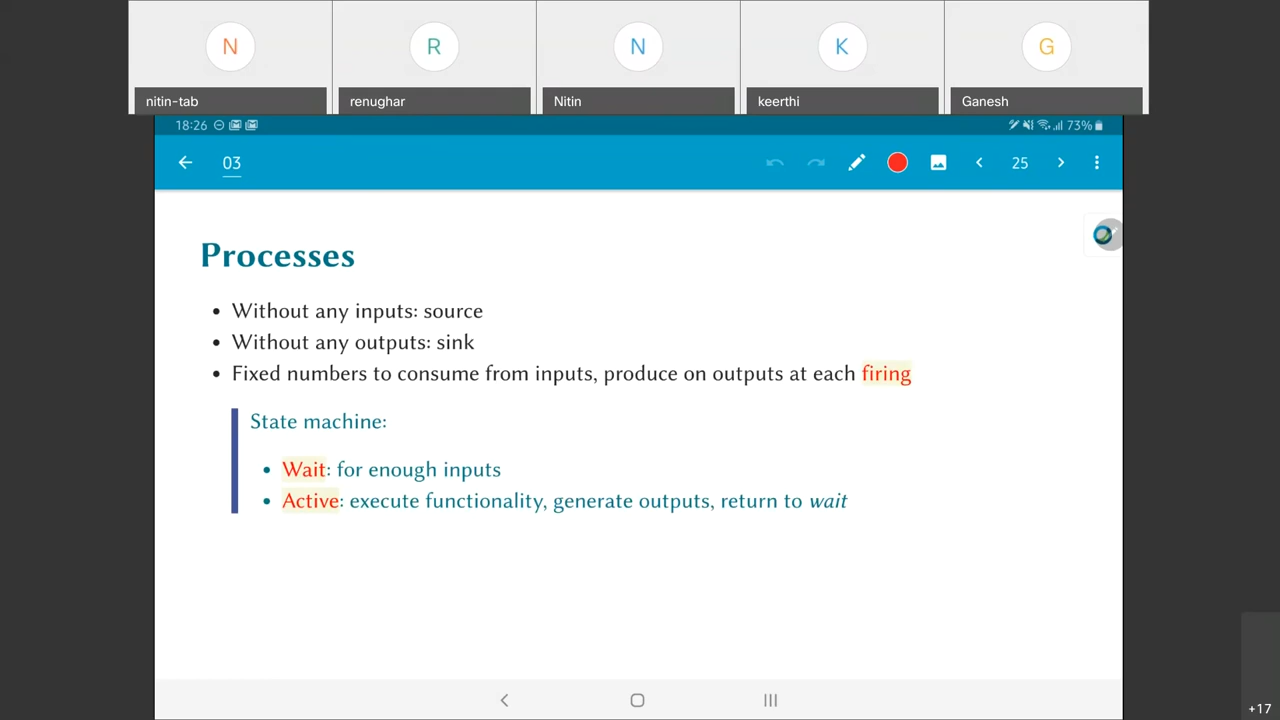 N
R
N
K
G
nitin-tab
renughar
Nitin
keerthi
Ganesh
18:26
73%
03
25
Processes
• Without any inputs: source
• Without any outputs: sink
• Fixed numbers to consume from inputs, produce on outputs at each firing
State machine:
• Wait: for enough inputs
• Active: execute functionality, generate outputs, return to wait
+17